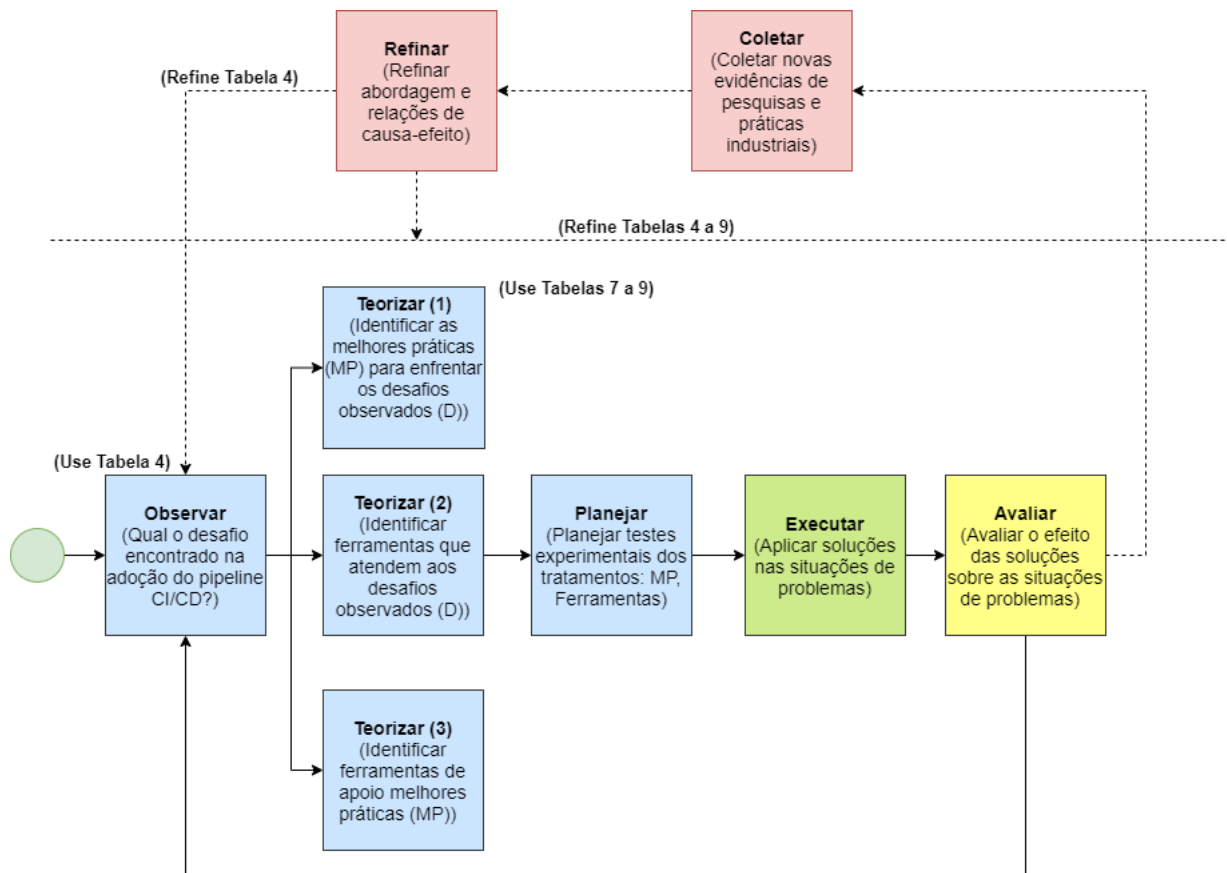 Refinar
(Refinar
abordagem e
relações de
causa-efeito)
Coletar
(Coletar novas
evidências de
pesquisas e
práticas
industriais)
(Refine Tabela 4)
(Refine Tabelas 4 a 9)
Teorizar (1)
(Identificar as
melhores práticas
(MP) para enfrentar
os desafios
observados (D))
(Use Tabelas 7 a 9)
(Use Tabela 4)
Observar
(Qual o desafio
encontrado na
adoção do pipeline
CI/CD?)
Teorizar (2)
(Identificar
ferramentas que
atendem aos
desafios
observados (D))
Planejar
(Planejar testes
experimentais dos
tratamentos: MP,
Ferramentas)
Executar
(Aplicar soluções
nas situações de
problemas)
Avaliar
(Avaliar o efeito
das soluções
sobre as situações
de problemas)
Teorizar (3)
(Identificar
ferramentas de
apoio melhores
práticas (MP))